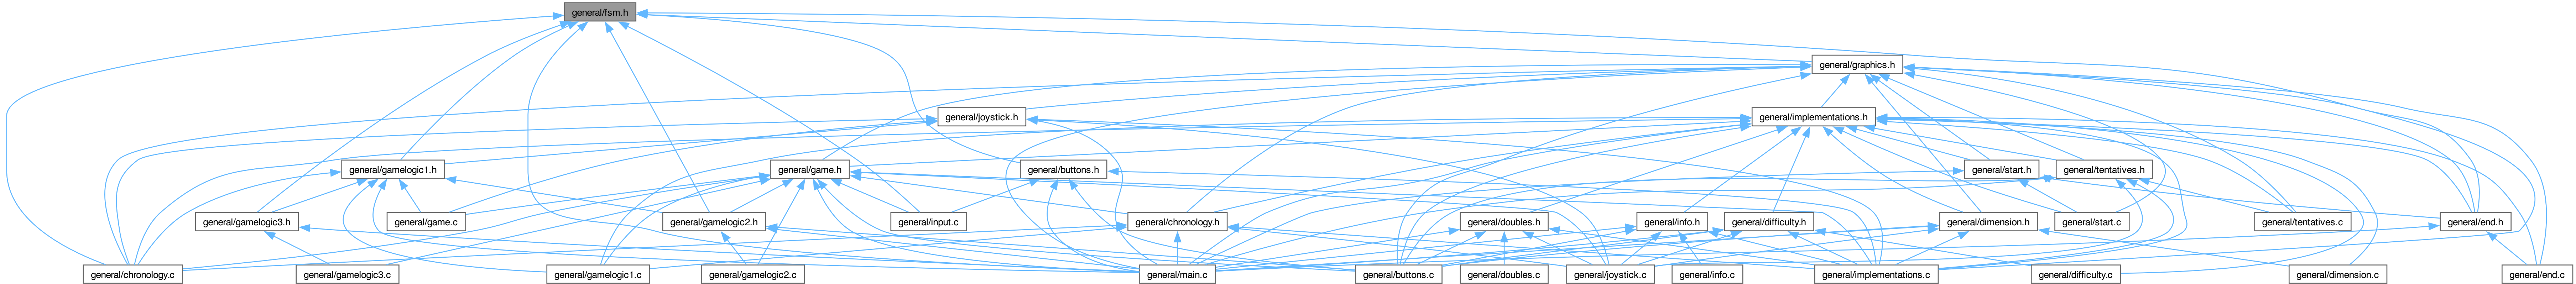 general/fsm.h
general/graphics.h
general/joystick.h
general/implementations.h
general/gamelogic1.h
general/game.h
general/buttons.h
general/start.h
general/tentatives.h
general/gamelogic3.h
general/game.c
general/gamelogic2.h
general/input.c
general/chronology.h
general/doubles.h
general/info.h
general/difficulty.h
general/dimension.h
general/start.c
general/tentatives.c
general/end.h
general/chronology.c
general/gamelogic3.c
general/gamelogic1.c
general/gamelogic2.c
general/main.c
general/buttons.c
general/doubles.c
general/joystick.c
general/info.c
general/implementations.c
general/difficulty.c
general/dimension.c
general/end.c